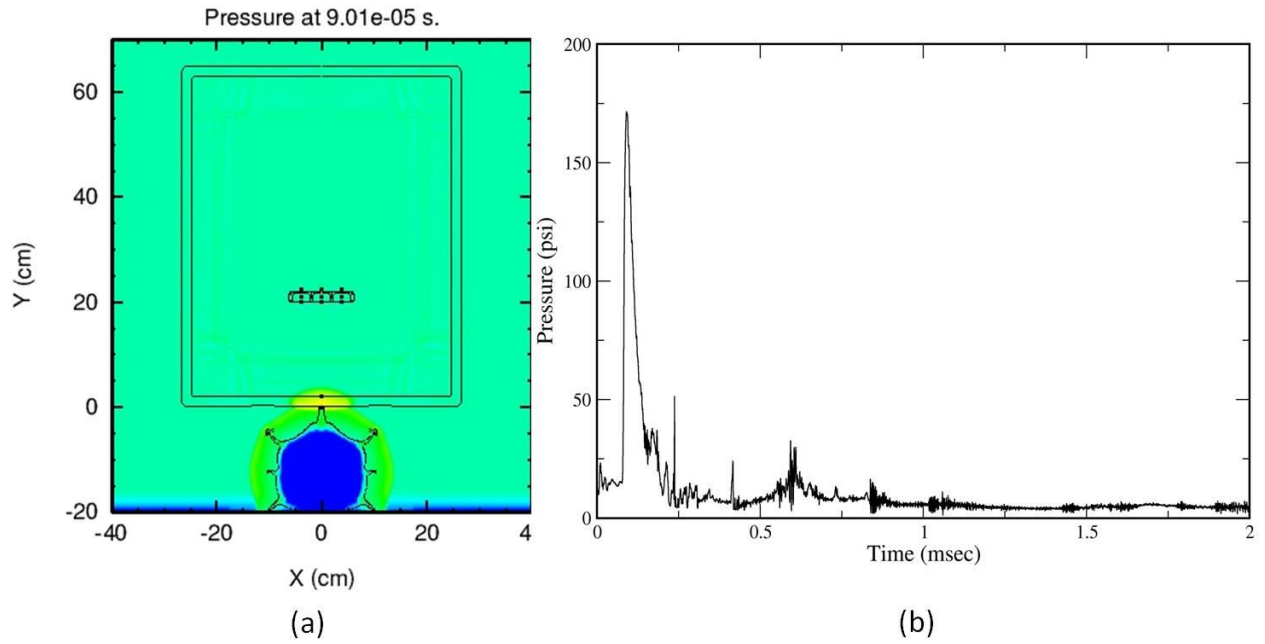 Pressure at 9.01e-05 s.
60
40
20
0
-20
Y (cm)
-40 -20 0 20 4
X (cm)
(a)
200
150
100
50
0
Pressure (psi)
0 0.5 1 1.5 2
Time (msec)
(b)